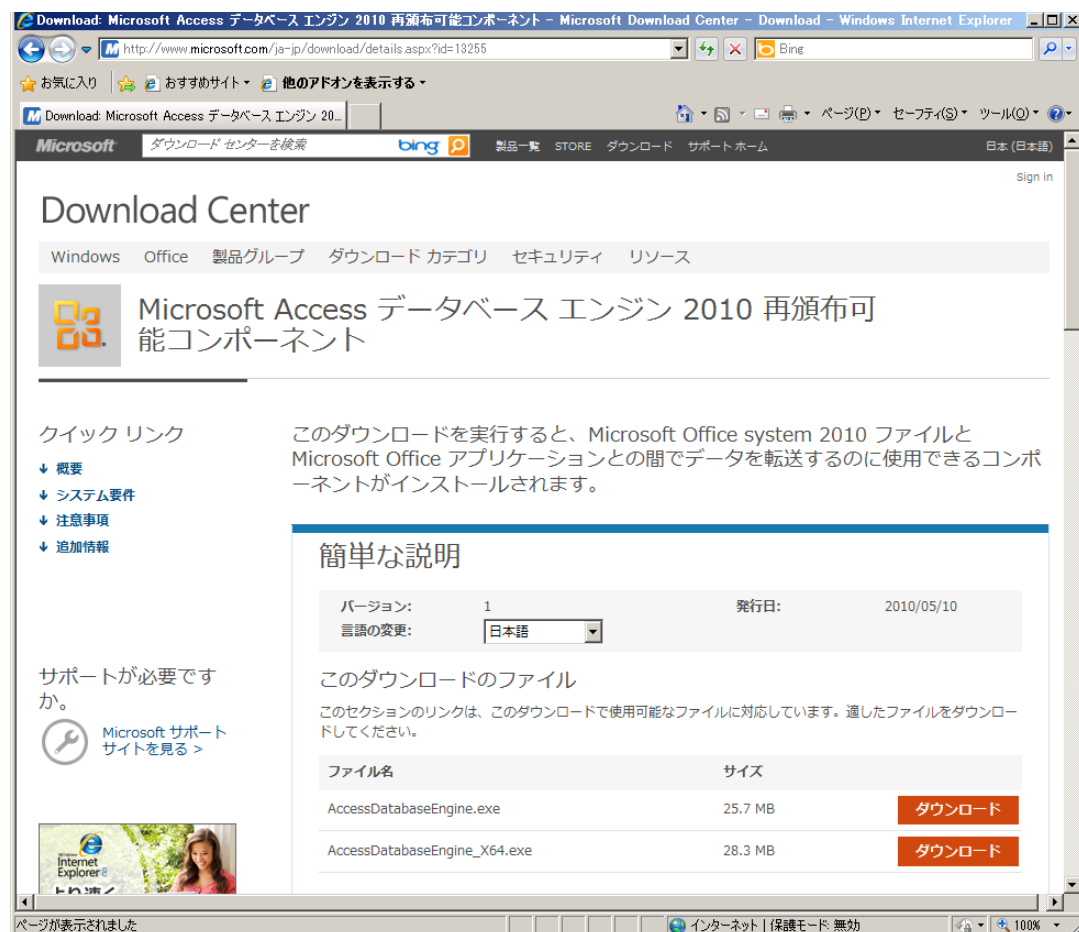 Download: Microsoft Access データベース エンジン 2010 再頒布可能コンポーネント - Microsoft Download Center - Download - Windows Internet Explorer
http://www.microsoft.com/ja-jp/download/details.aspx?id=13255
Bing
お気に入り
おすすめサイト
他のアドオンを表示する
Download: Microsoft Access データベース エンジン 20...
ページ(P)
セーフティ(S)
ツール(O)
Microsoft
ダウンロード センターを検索
bing
製品一覧
STORE
ダウンロード
サポート ホーム
日本 (日本語)
Sign in
Download Center
Windows
Office
製品グループ
ダウンロード カテゴリ
セキュリティ
リソース
Microsoft Access データベース エンジン 2010 再頒布可
能コンポーネント
クイック リンク
概要
システム要件
注意事項
追加情報
このダウンロードを実行すると、Microsoft Office system 2010 ファイルと
Microsoft Office アプリケーションとの間でデータを転送するのに使用できるコンポ
ーネントがインストールされます。
簡単な説明
バージョン:
1
発行日:
2010/05/10
言語の変更:
日本語
サポートが必要です
か。
Microsoft サポート
サイトを見る >
このダウンロードのファイル
このセクションのリンクは、このダウンロードで使用可能なファイルに対応しています。適したファイルをダウンロー
ドしてください。
ファイル名
サイズ
AccessDatabaseEngine.exe
25.7 MB
ダウンロード
AccessDatabaseEngine_X64.exe
28.3 MB
ダウンロード
Internet
Explorer 8
ページが表示されました
インターネット | 保護モード: 無効
100%